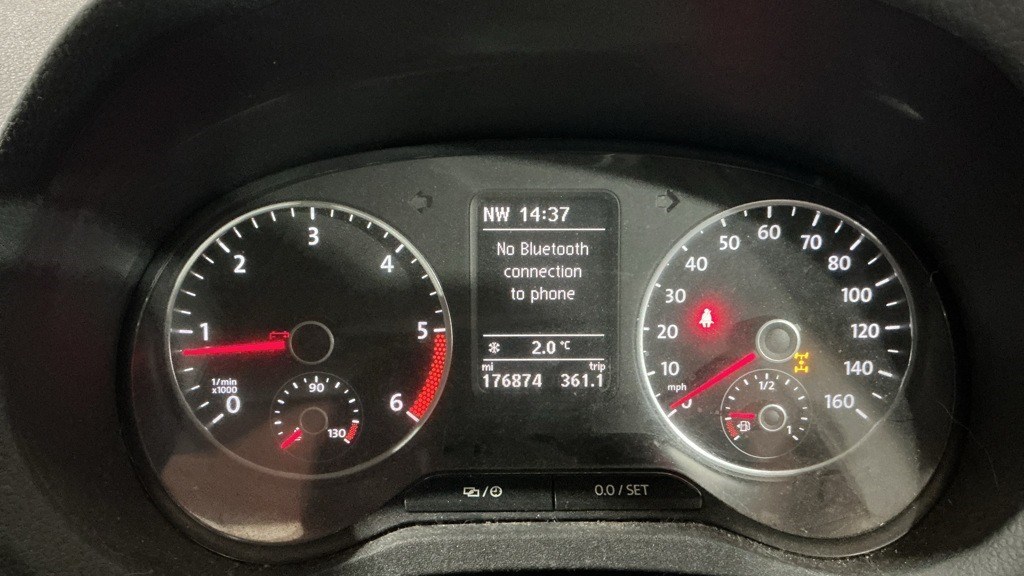 NW 14:37
No Bluetooth
connection
to phone
2.0 °C
mi trip
176874 361.1
0 1 2 3 4 5 6
1/min
x1000
90
130
0 10 20 30 40 50 60 70 80 100 120 140 160
mph
1/2
1
0.0 / SET